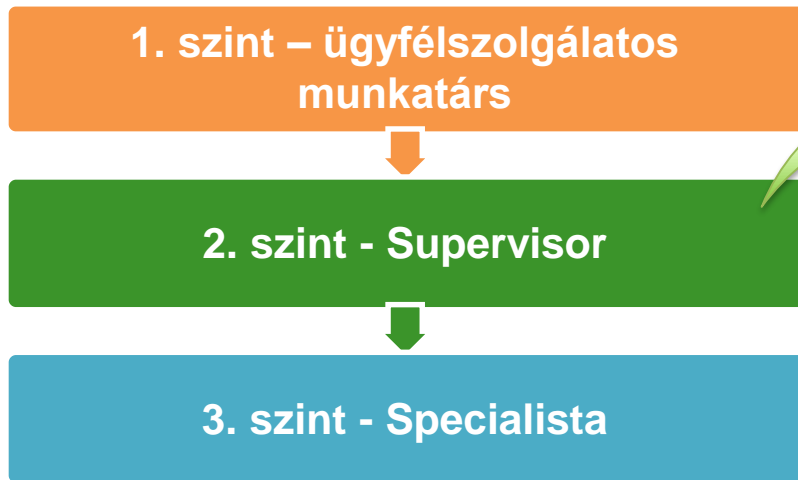 1. szint – ügyfélszolgálatos
munkatárs
2. szint - Supervisor
3. szint - Specialista